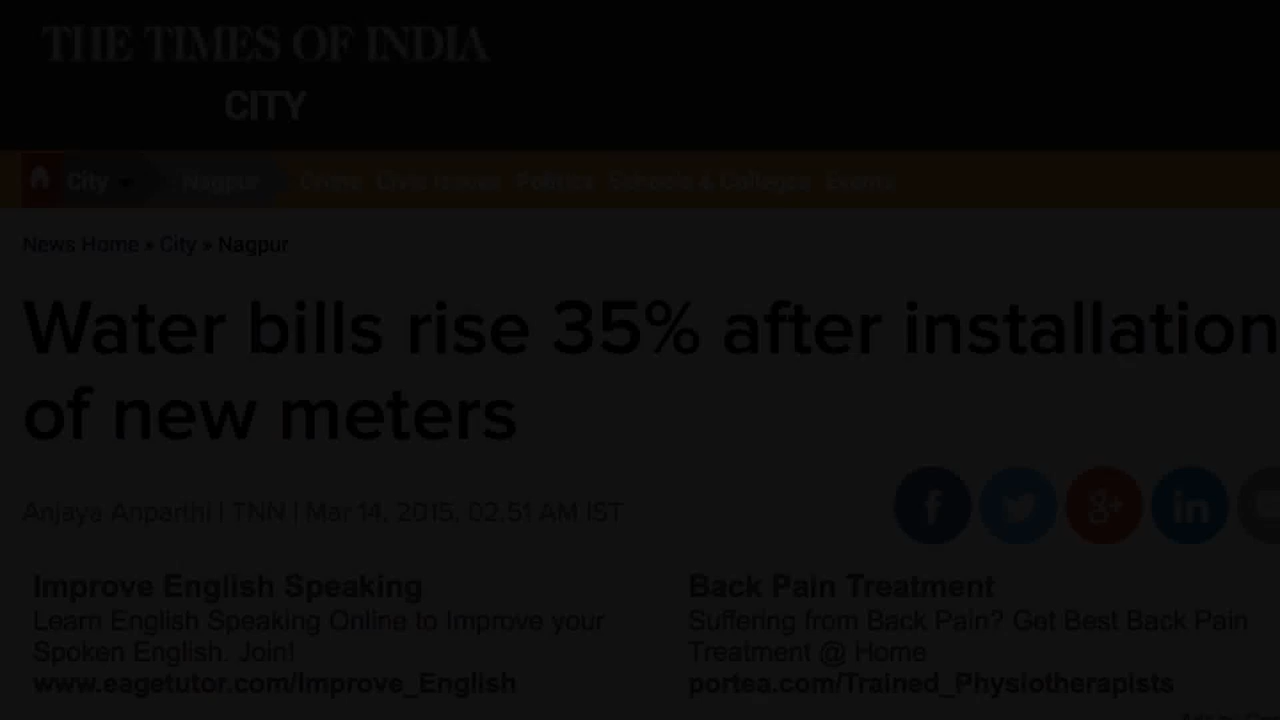 THE TIMES OF INDIA
CITY
City Nagpur Crime Civic Issues Politics Schools & Colleges Events
News Home » City » Nagpur
Water bills rise 35% after installation
of new meters
Anjaya Anparthi | TNN | Mar 14, 2015, 02.51 AM IST
Improve English Speaking
Learn English Speaking Online to Improve your
Spoken English. Join!
www.eagetutor.com/Improve_English
Back Pain Treatment
Suffering from Back Pain? Get Best Back Pain
Treatment @ Home
portea.com/Trained_Physiotherapists